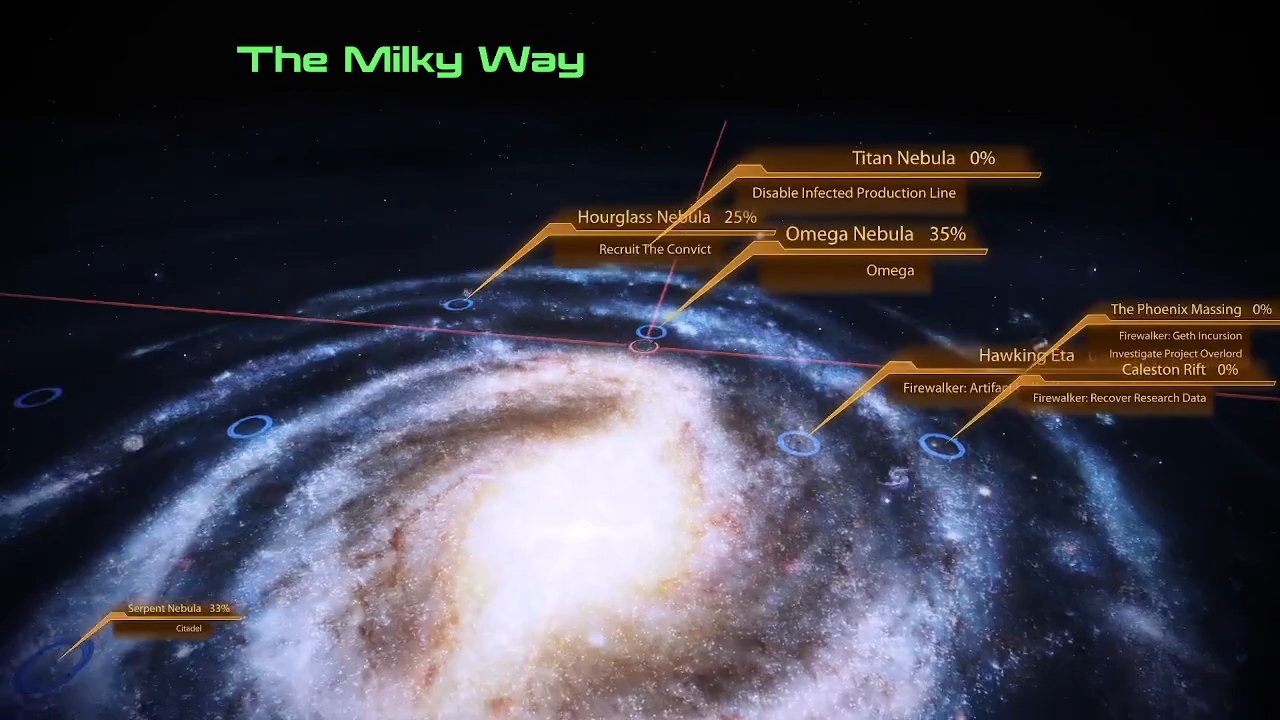 The Milky Way
Titan Nebula 0%
Disable Infected Production Line
Hourglass Nebula 25%
Recruit The Convict
Omega Nebula 35%
Omega
The Phoenix Massing 0%
Firewalker: Geth Incursion
Investigate Project Overlord
Hawking Eta
Firewalker:
Caleston Rift 0%
Firewalker: Recover Research Data
Serpent Nebula 33%
Citadel